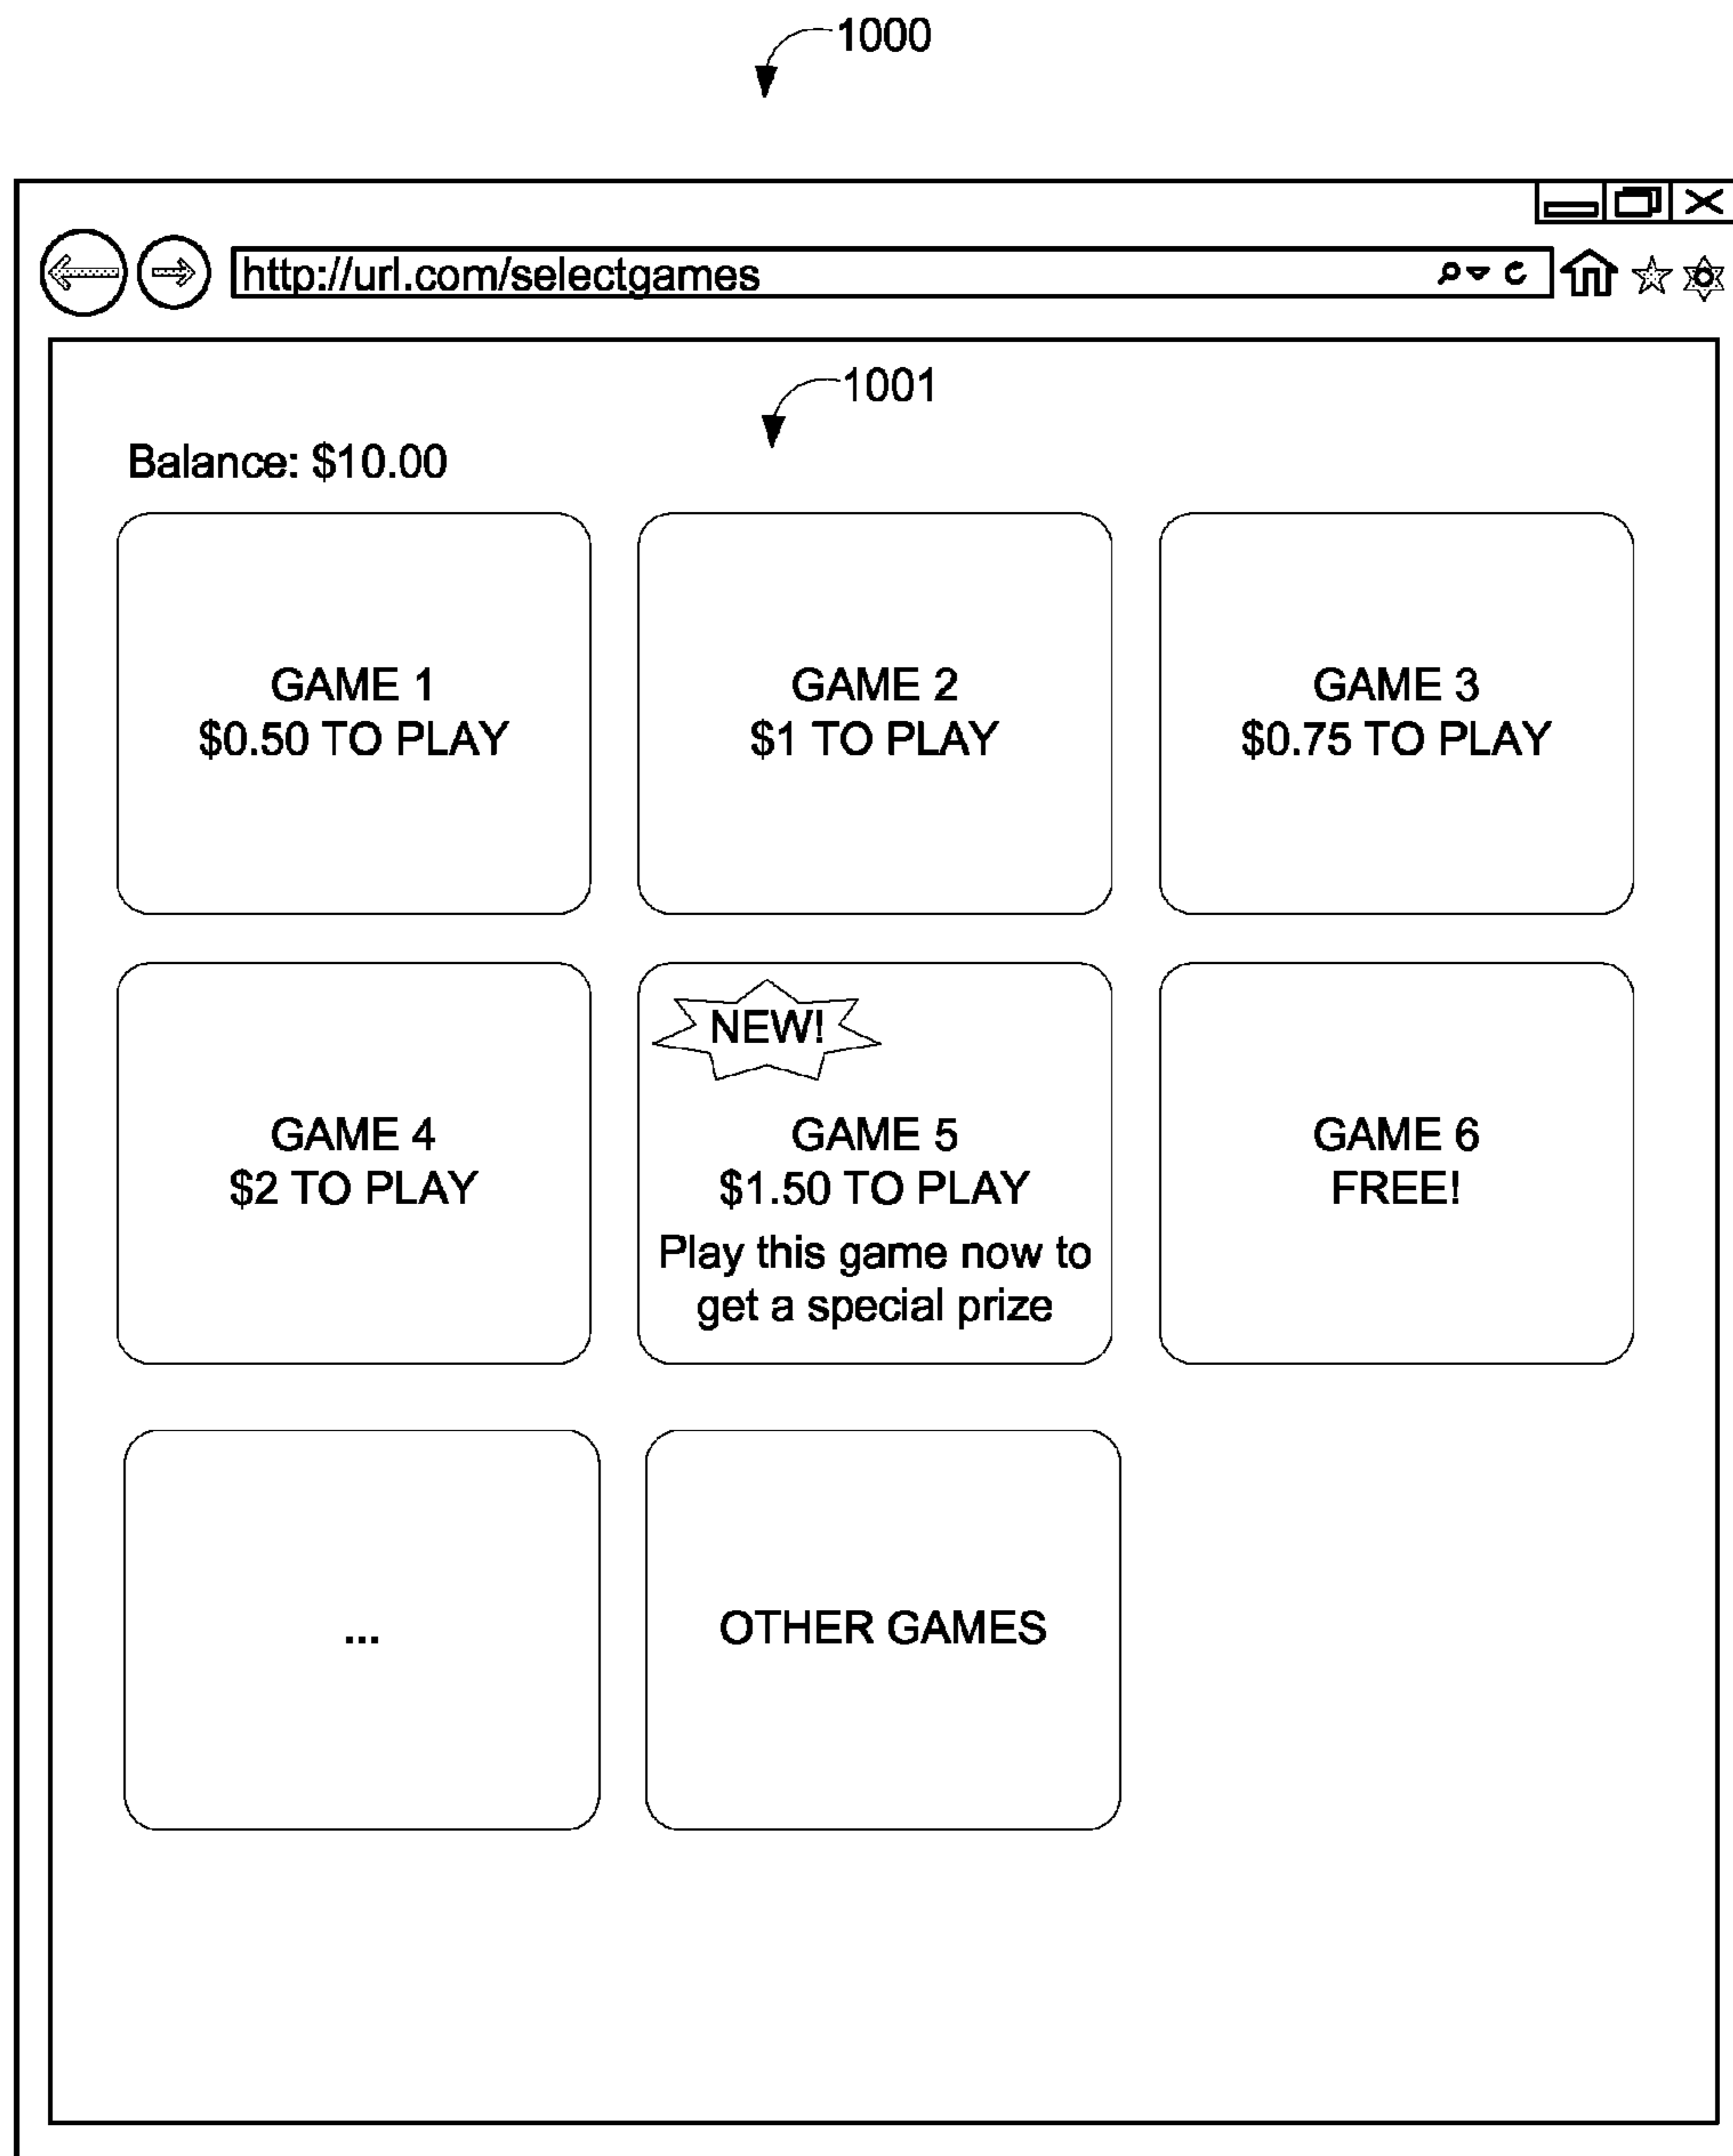 1000
http://url.com/selectgames
1001
Balance: $10.00
GAME 1
$0.50 TO PLAY
GAME 2
$1 TO PLAY
GAME 3
$0.75 TO PLAY
GAME 4
$2 TO PLAY
NEW!
GAME 5
$1.50 TO PLAY
Play this game now to
get a special prize
GAME 6
FREE!
...
OTHER GAMES